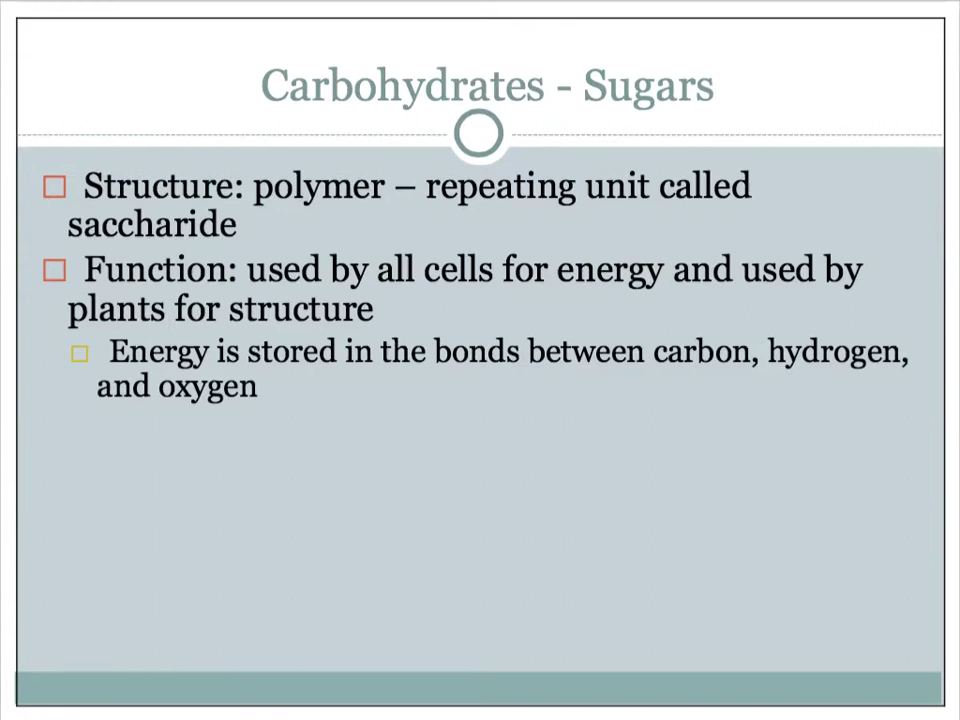 Carbohydrates - Sugars
Structure: polymer – repeating unit called
saccharide
Function: used by all cells for energy and used by
plants for structure
Energy is stored in the bonds between carbon, hydrogen,
and oxygen